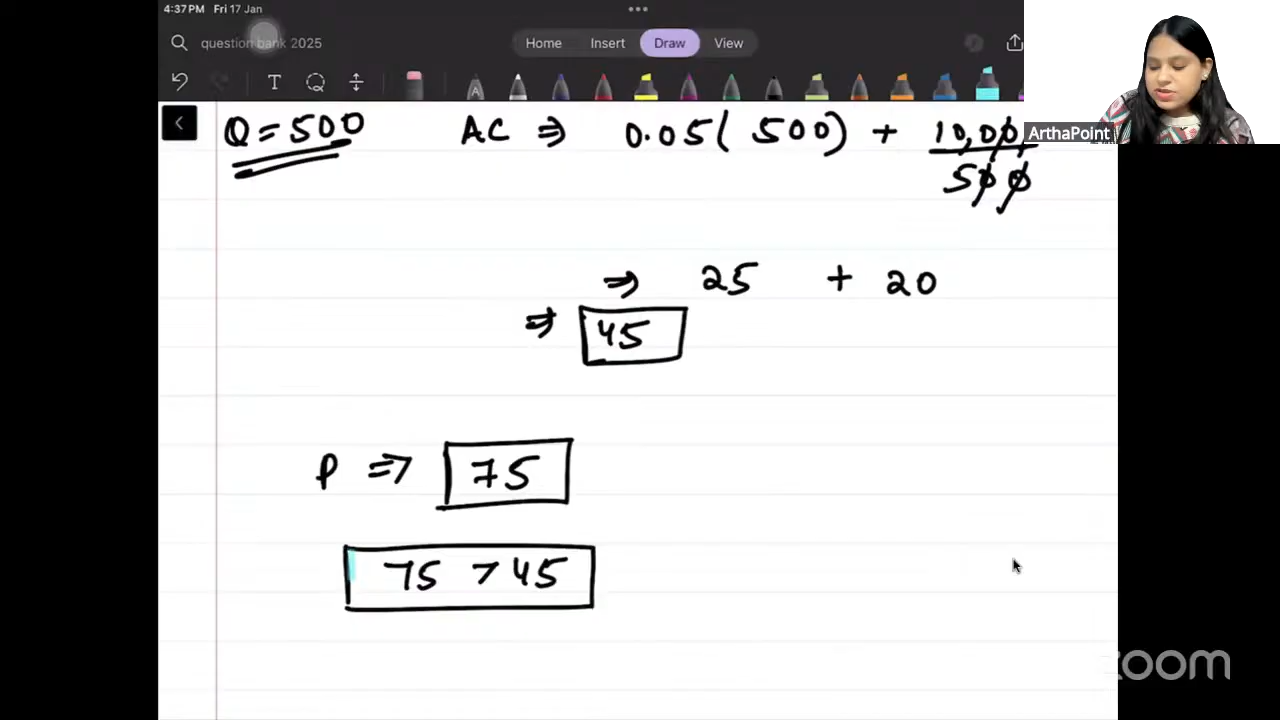 4:37 PM Fri 17 Jan
question bank 2025
Home Insert Draw View
Q = 500 AC ⇒ 0.05 ( 500 ) + 10,000
500
ArthaPoint
⇒ 25 + 20
⇒ 45
P ⇒ 75
75 > 45
zoom